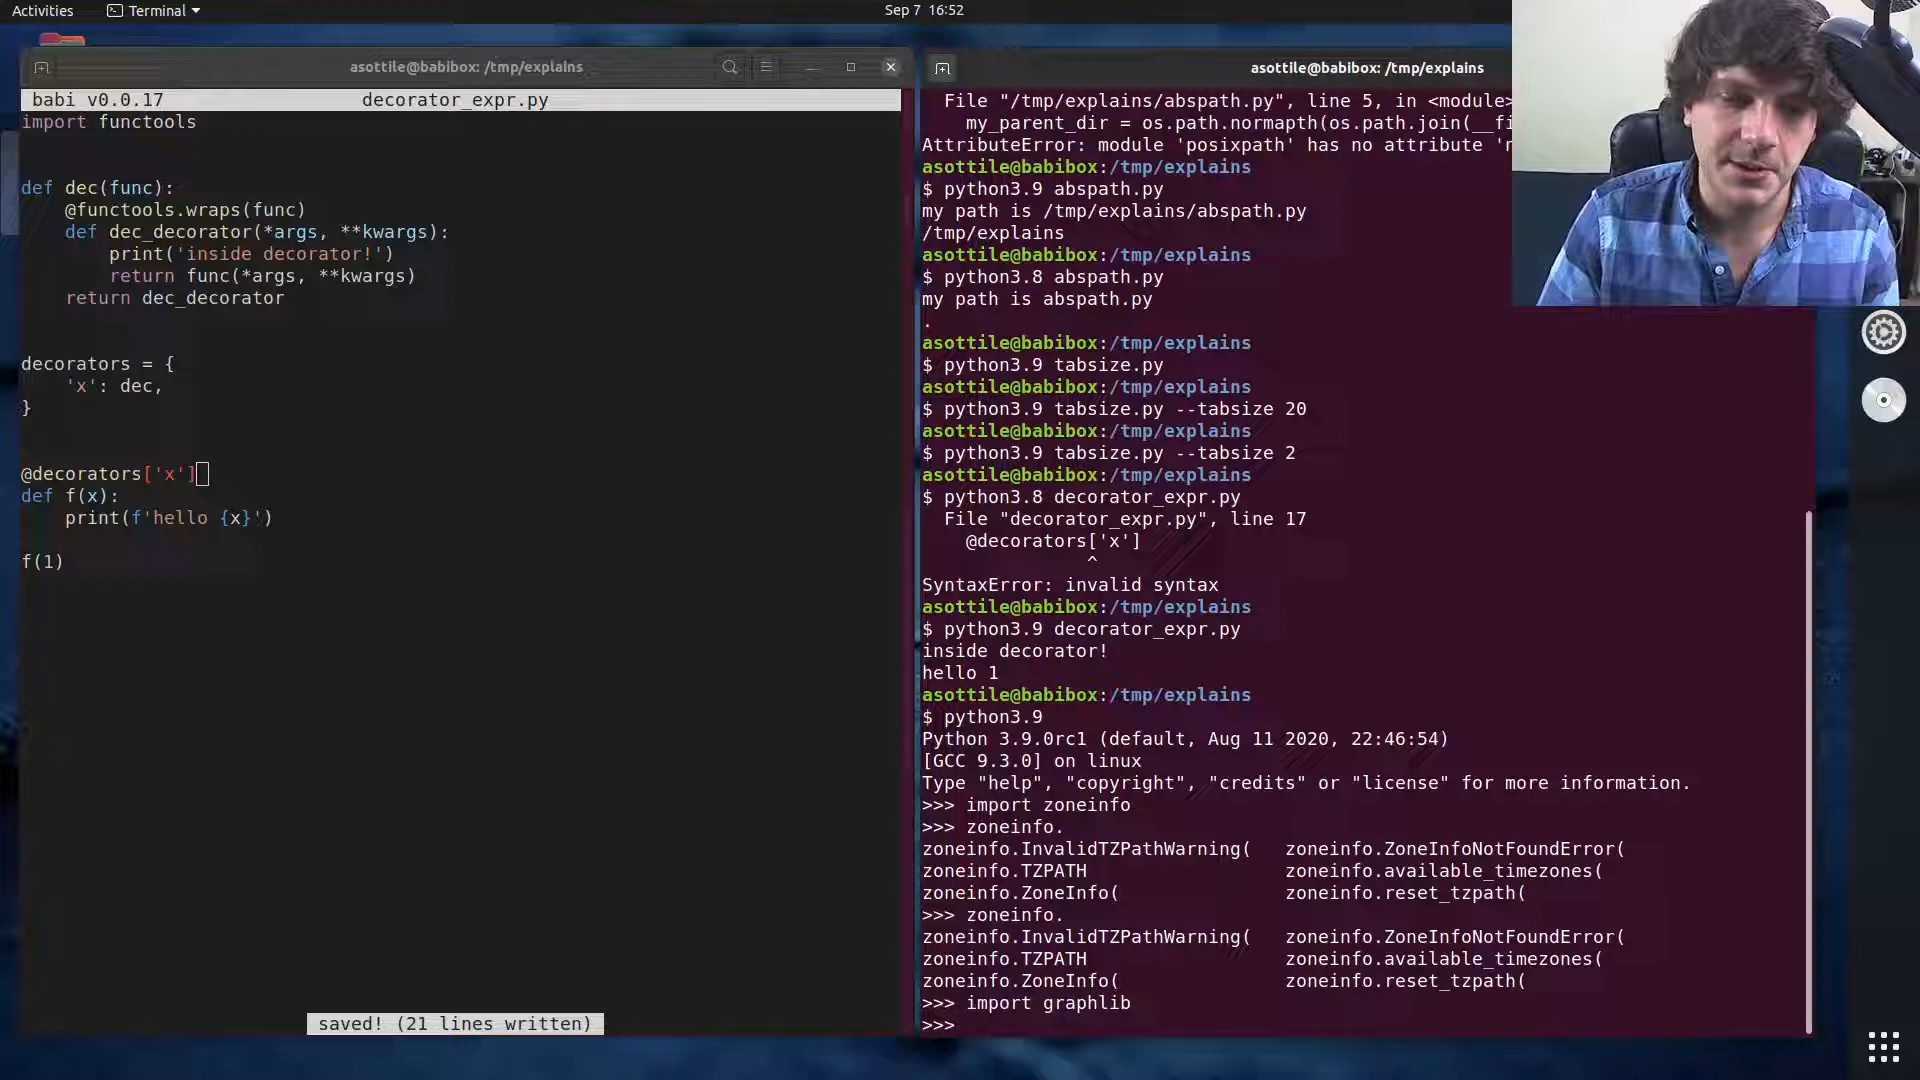 Activities
Terminal
Sep 7 16:52
asottile@babibox: /tmp/explains
babi v0.0.17
decorator_expr.py
import functools
def dec(func):
    @functools.wraps(func)
    def dec_decorator(*args, **kwargs):
        print('inside decorator!')
        return func(*args, **kwargs)
    return dec_decorator
decorators = {
    'x': dec,
}
@decorators['x']
def f(x):
    print(f'hello {x}')
f(1)
saved! (21 lines written)
asottile@babibox: /tmp/explains
  File "/tmp/explains/abspath.py", line 5, in <module>
    my_parent_dir = os.path.normapth(os.path.join(__fi
AttributeError: module 'posixpath' has no attribute '
asottile@babibox:/tmp/explains
$ python3.9 abspath.py
my path is /tmp/explains/abspath.py
/tmp/explains
asottile@babibox:/tmp/explains
$ python3.8 abspath.py
my path is abspath.py
.
asottile@babibox:/tmp/explains
$ python3.9 tabsize.py
asottile@babibox:/tmp/explains
$ python3.9 tabsize.py --tabsize 20
asottile@babibox:/tmp/explains
$ python3.9 tabsize.py --tabsize 2
asottile@babibox:/tmp/explains
$ python3.8 decorator_expr.py
  File "decorator_expr.py", line 17
    @decorators['x']
               ^
SyntaxError: invalid syntax
asottile@babibox:/tmp/explains
$ python3.9 decorator_expr.py
inside decorator!
hello 1
asottile@babibox:/tmp/explains
$ python3.9
Python 3.9.0rc1 (default, Aug 11 2020, 22:46:54)
[GCC 9.3.0] on linux
Type "help", "copyright", "credits" or "license" for more information.
>>> import zoneinfo
>>> zoneinfo.
zoneinfo.InvalidTZPathWarning(   zoneinfo.ZoneInfoNotFoundError(
zoneinfo.TZPATH                  zoneinfo.available_timezones(
zoneinfo.ZoneInfo(               zoneinfo.reset_tzpath(
>>> zoneinfo.
zoneinfo.InvalidTZPathWarning(   zoneinfo.ZoneInfoNotFoundError(
zoneinfo.TZPATH                  zoneinfo.available_timezones(
zoneinfo.ZoneInfo(               zoneinfo.reset_tzpath(
>>> import graphlib
>>>